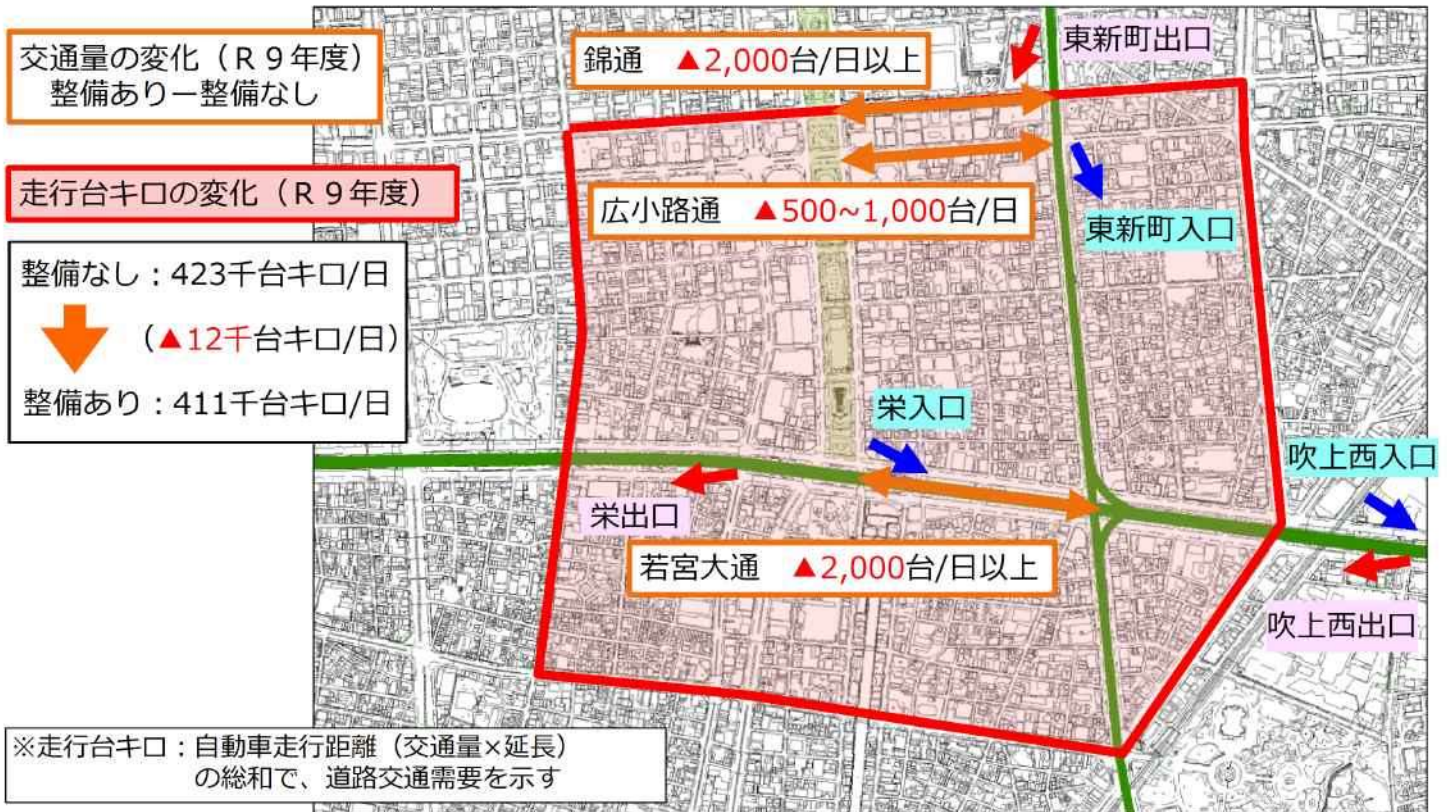 交通量の変化（Ｒ９年度）
整備ありー整備なし
走行台キロの変化（Ｒ９年度）
整備なし：423千台キロ/日
（▲12千台キロ/日）
整備あり：411千台キロ/日
錦通　▲2,000台/日以上
東新町出口
広小路通　▲500~1,000台/日
東新町入口
栄入口
吹上西入口
栄出口
若宮大通　▲2,000台/日以上
吹上西出口
※走行台キロ：自動車走行距離（交通量×延長）
の総和で、道路交通需要を示す